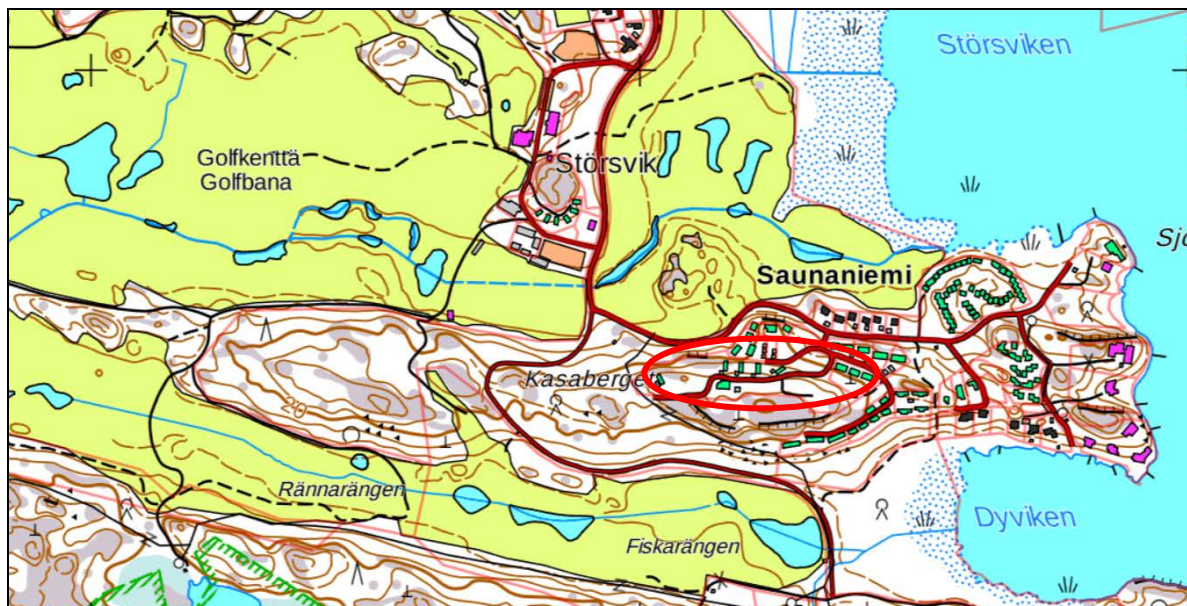 Störsviken
Golfkenttä
Golfbana
Störsvik
Saunaniemi
Kasaberget
20
Rännarängen
Fiskarängen
Dyviken